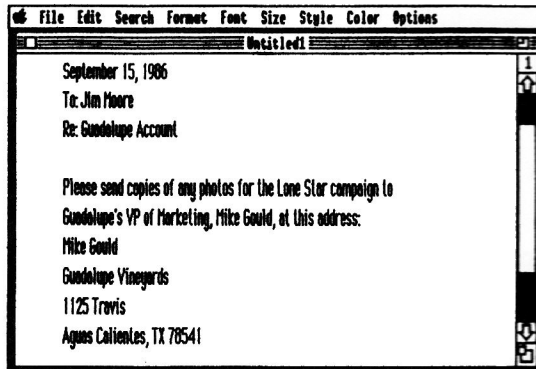 File Edit Search Format Font Size Style Color Options
Untitled1
1
September 15, 1986
To: Jim Moore
Re: Guadalupe Account
Please send copies of any photos for the Lone Star campaign to
Guadalupe's VP of Marketing, Mike Gould, at this address:
Mike Gould
Guadalupe Vineyards
1125 Travis
Aguas Calientes, TX 78541